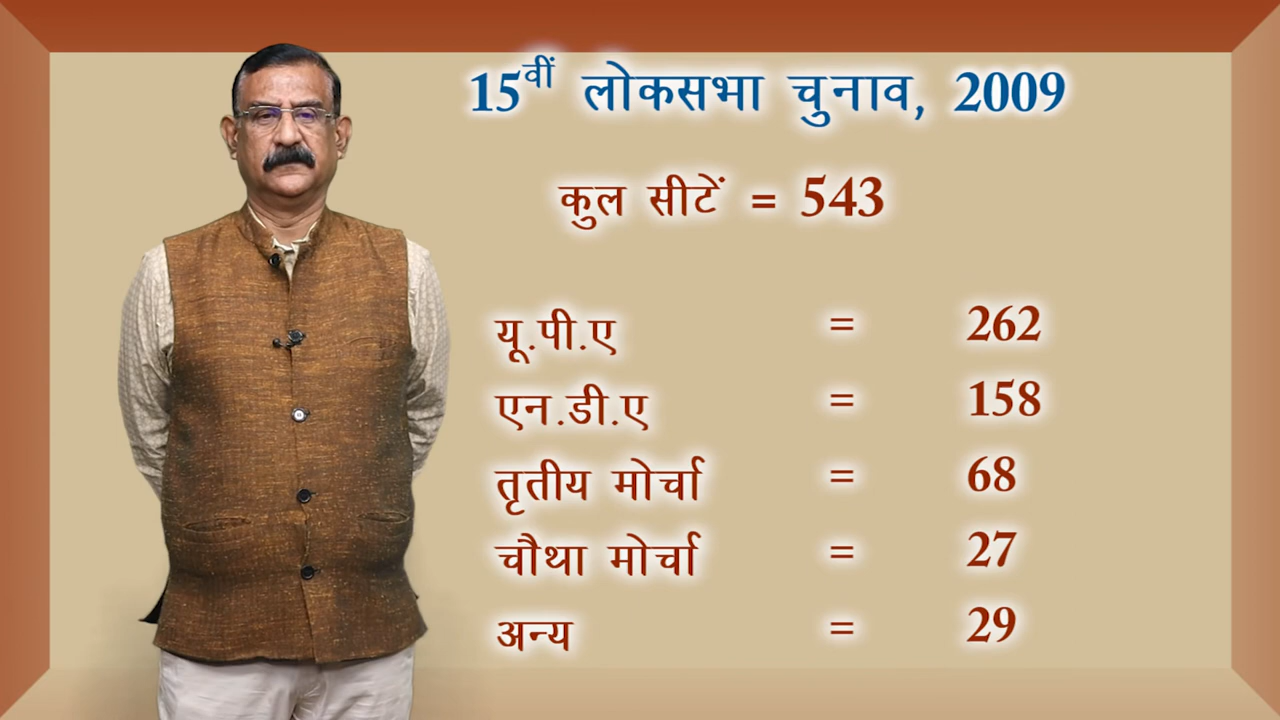 15वीं लोकसभा चुनाव, 2009
कुल सीटें = 543
यू.पी.ए = 262
एन.डी.ए = 158
तृतीय मोर्चा = 68
चौथा मोर्चा = 27
अन्य = 29